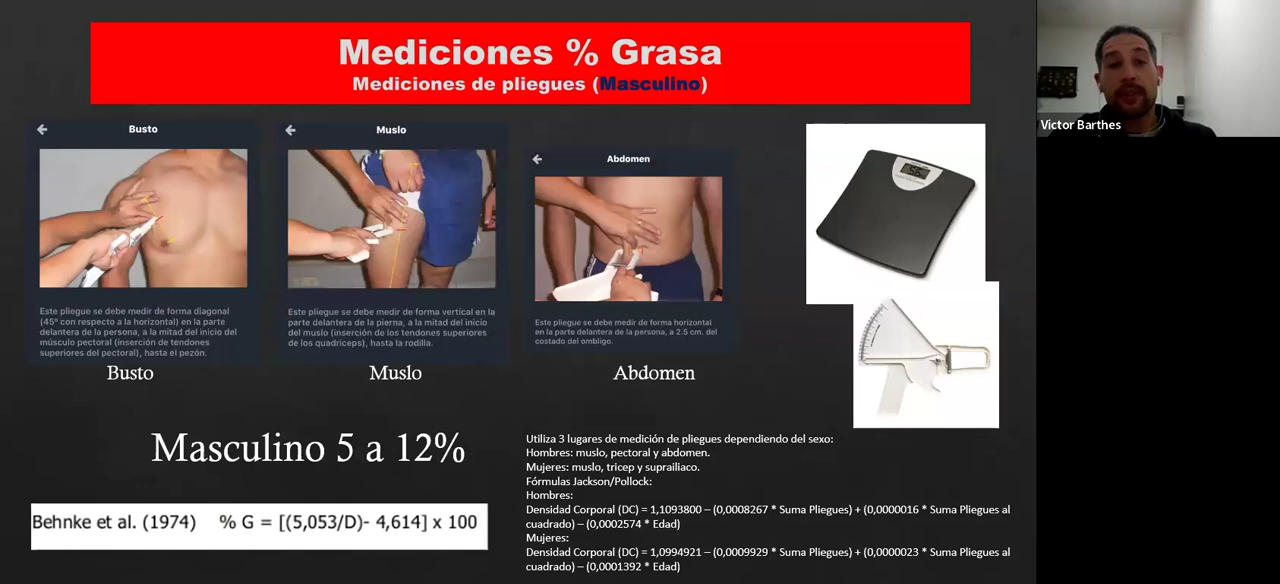 Mediciones % Grasa
Mediciones de pliegues (Masculino)
Victor Barthes
Busto
Este pliegue se debe medir de forma diagonal
(45º con respecto a la horizontal) en la parte
delantera de la persona, a la mitad del inicio del
músculo pectoral (inserción de tendones
superiores del pectoral), hasta el pezón.
Busto
Muslo
Este pliegue se debe medir de forma vertical en la
parte delantera de la pierna, a la mitad del inicio
del muslo (inserción de los tendones superiores
de los quadriceps), hasta la rodilla.
Muslo
Abdomen
Este pliegue se debe medir de forma horizontal
en la parte delantera de la persona, a 2.5 cm. del
costado del ombligo.
Abdomen
Masculino 5 a 12%
Behnke et al. (1974) % G = [(5,053/D)- 4,614] x 100
Utiliza 3 lugares de medición de pliegues dependiendo del sexo:
Hombres: muslo, pectoral y abdomen.
Mujeres: muslo, tricep y suprailiaco.
Fórmulas Jackson/Pollock:
Hombres:
Densidad Corporal (DC) = 1,1093800 – (0,0008267 * Suma Pliegues) + (0,0000016 * Suma Pliegues al
cuadrado) – (0,0002574 * Edad)
Mujeres:
Densidad Corporal (DC) = 1,0994921 – (0,0009929 * Suma Pliegues) + (0,0000023 * Suma Pliegues al
cuadrado) – (0,0001392 * Edad)